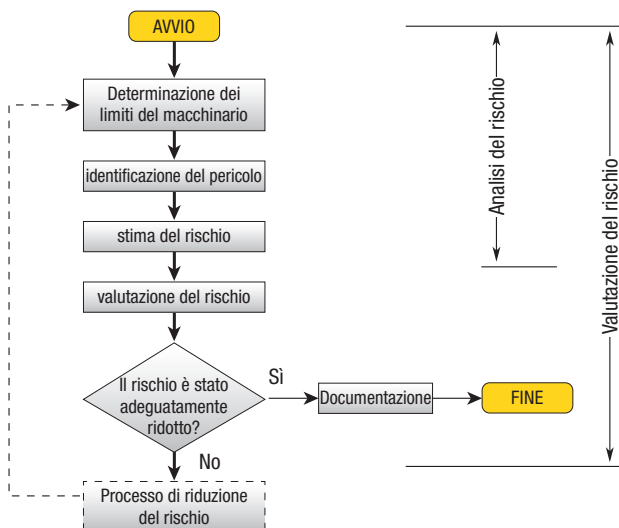 AVVIO
Determinazione dei
limiti del macchinario
identificazione del pericolo
stima del rischio
valutazione del rischio
Il rischio è stato
adeguatamente
ridotto?
Sì
Documentazione
FINE
No
Processo di riduzione
del rischio
Analisi del rischio
Valutazione del rischio